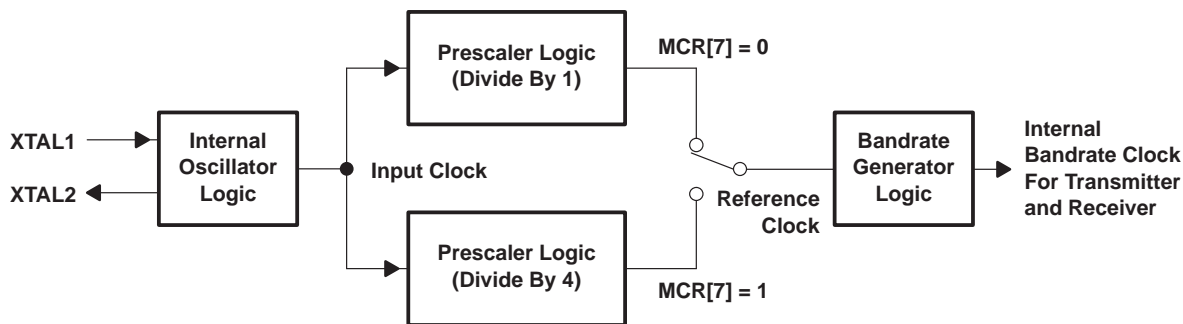 Prescaler Logic
(Divide By 1)
MCR[7] = 0
XTAL1
XTAL2
Internal
Oscillator
Logic
Input Clock
Reference
Clock
Bandrate
Generator
Logic
Internal
Bandrate Clock
For Transmitter
and Receiver
Prescaler Logic
(Divide By 4)
MCR[7] = 1